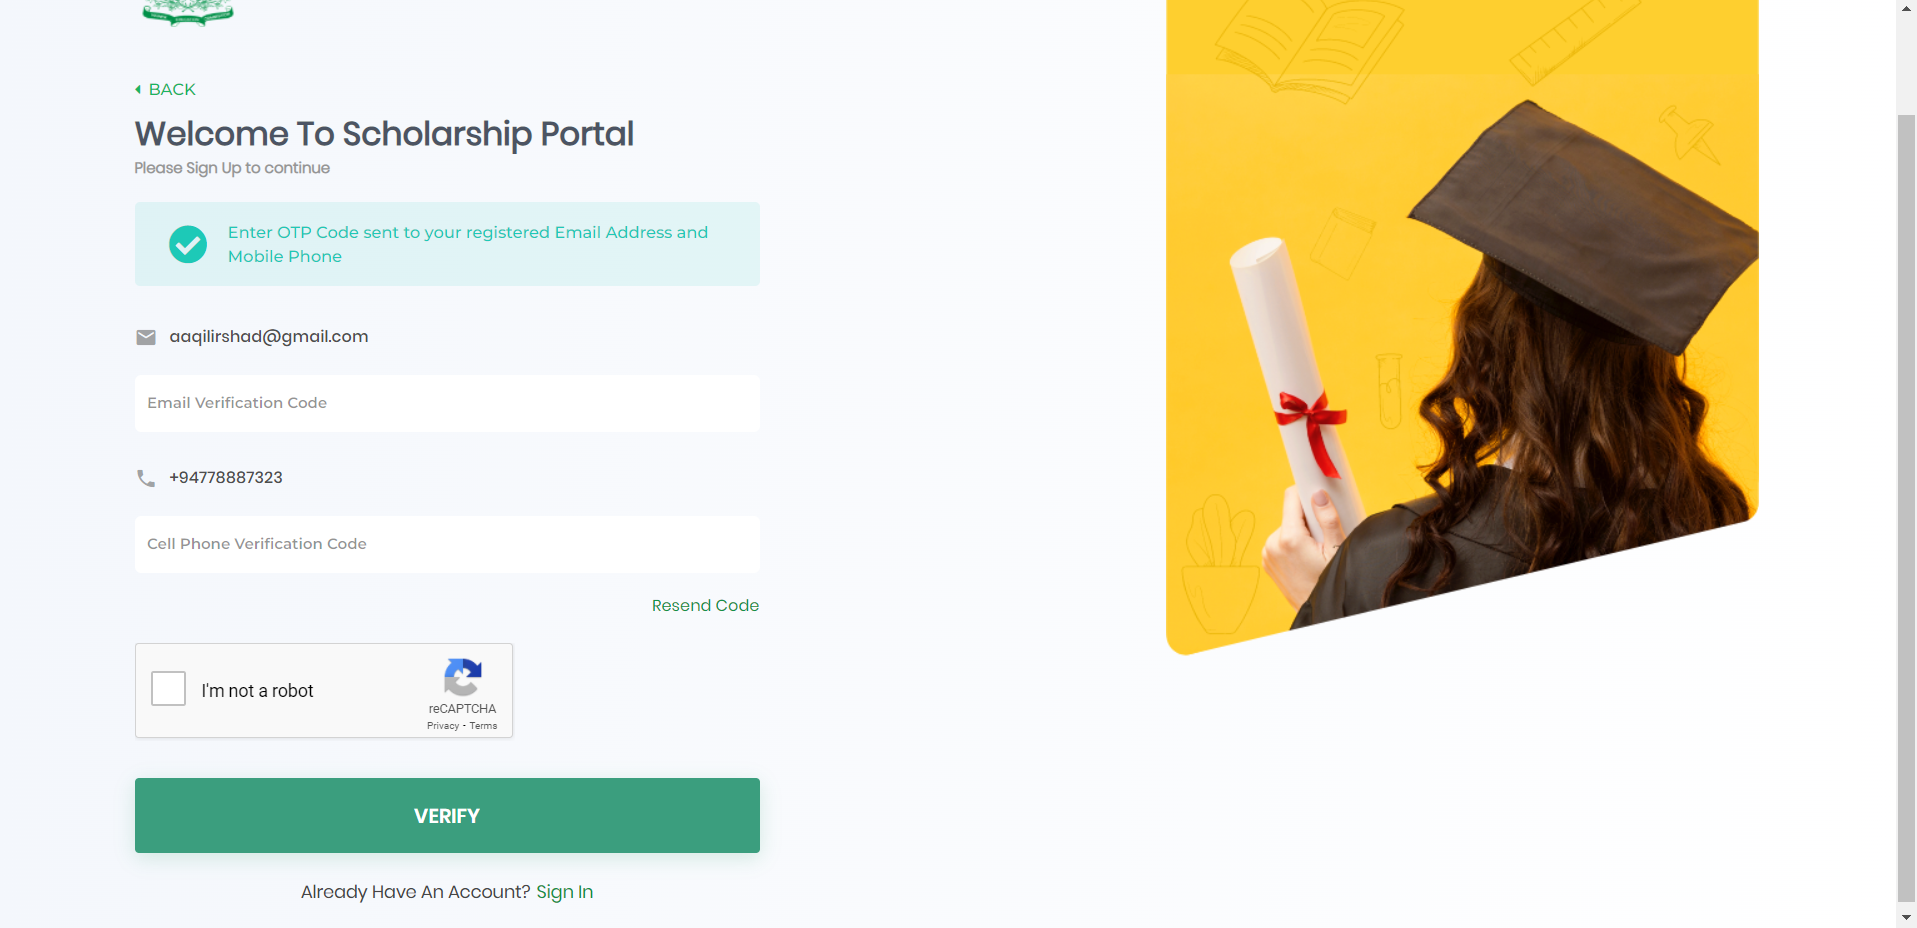 BACK
Welcome To Scholarship Portal
Please Sign Up to continue
Enter OTP Code sent to your registered Email Address and
Mobile Phone
aaqilirshad@gmail.com
Email Verification Code
+94778887323
Cell Phone Verification Code
Resend Code
I'm not a robot
reCAPTCHA
Privacy - Terms
VERIFY
Already Have An Account? Sign In